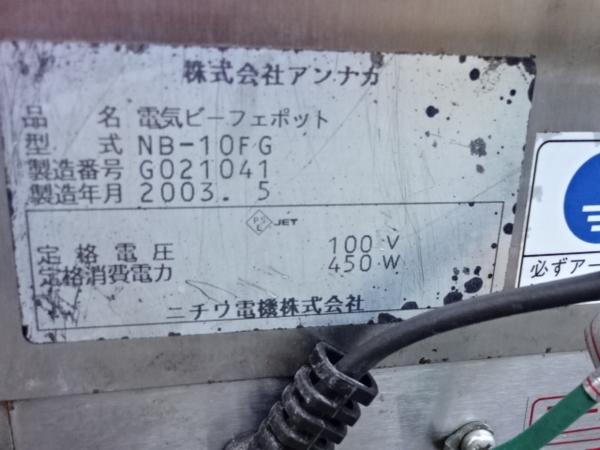 株式会社アンナカ
品 名 電気ビーフェポット
型 式 NB-10FG
製造番号 G021041
製造年月 2003. 5
PS E JET
定格電圧 100 V
定格消費電力 450 W
ニチワ電機株式会社
必ずアー